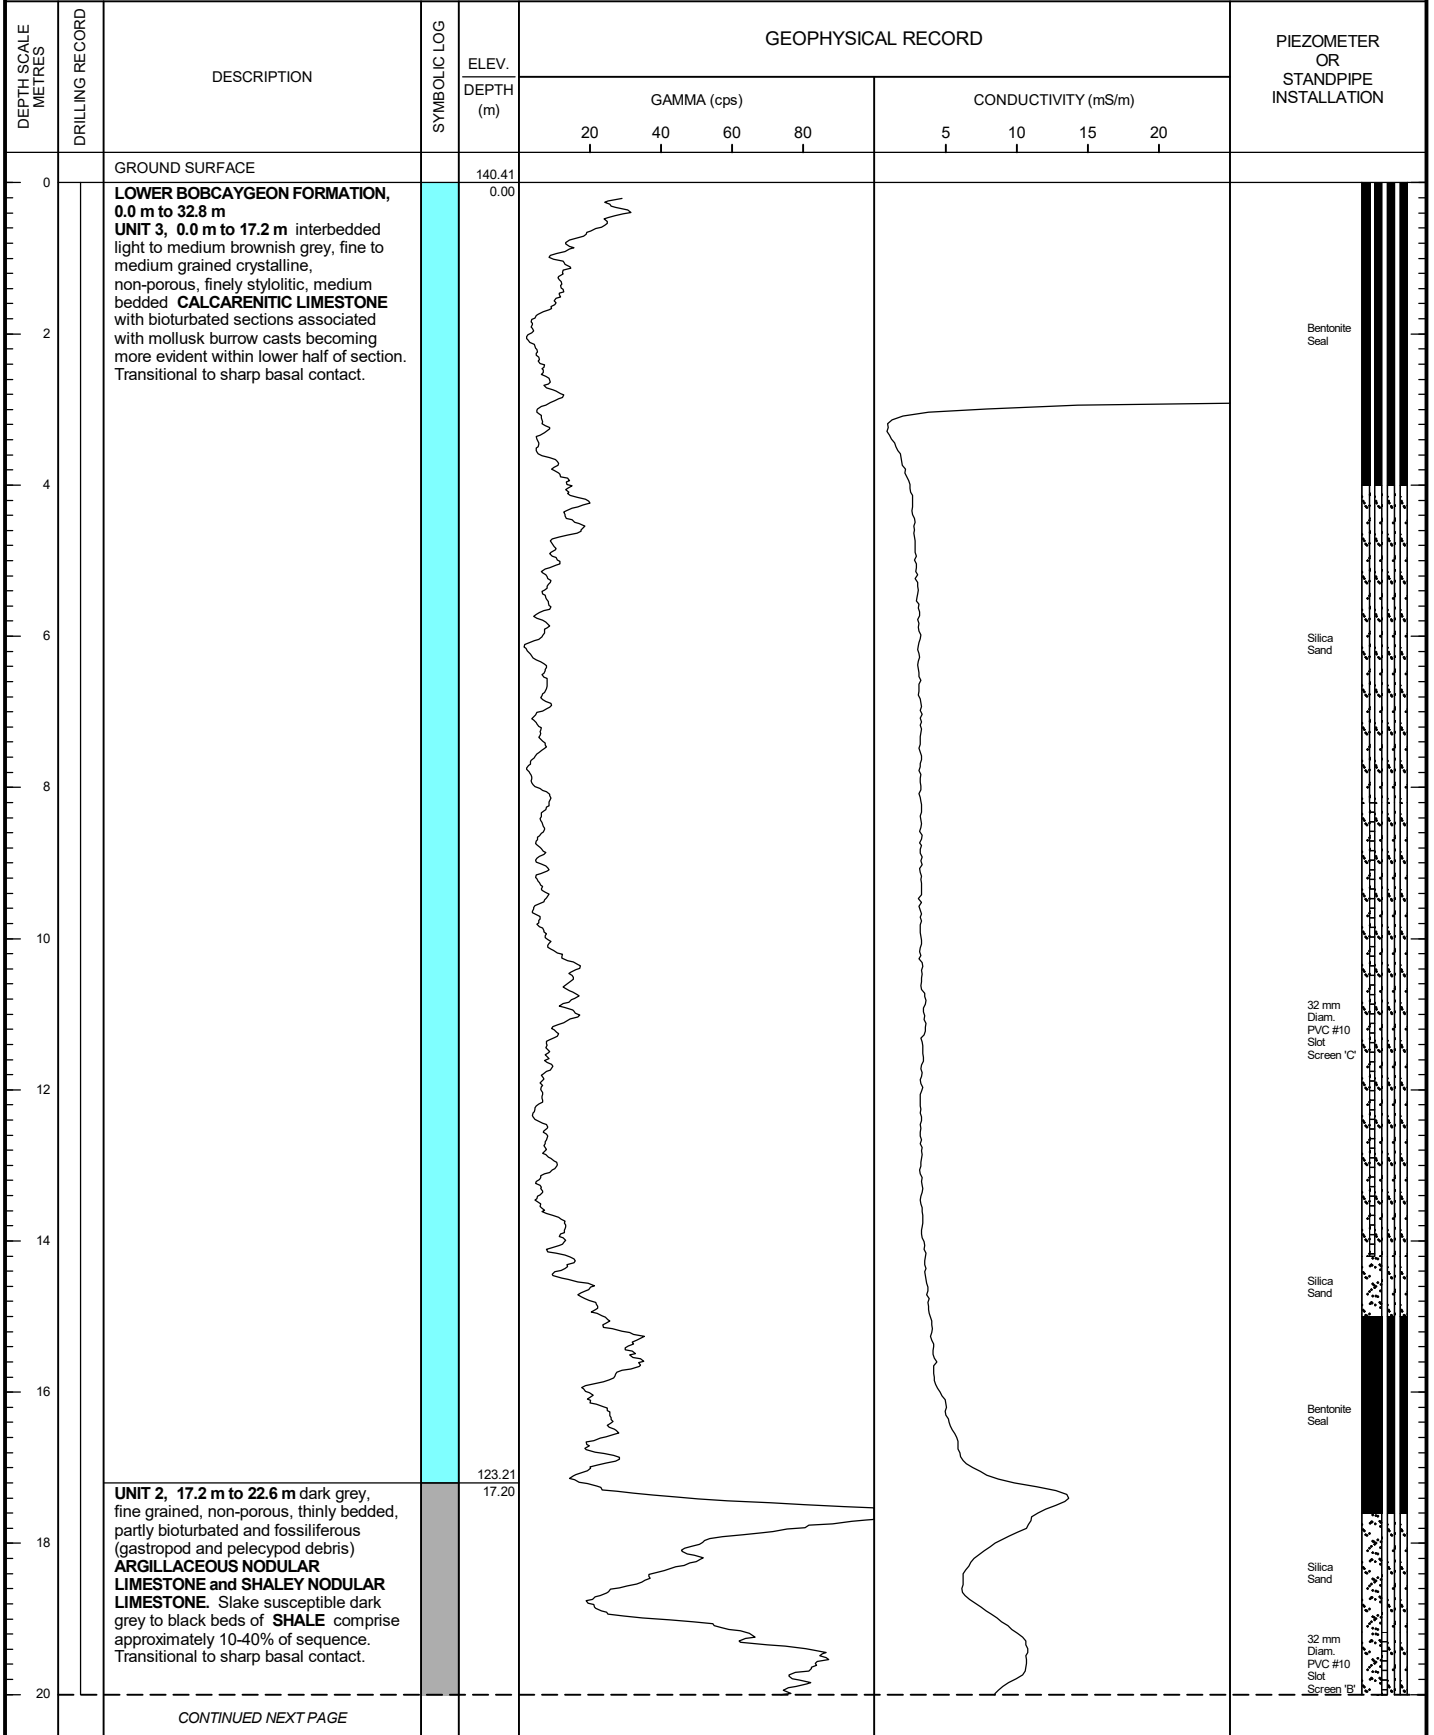 DEPTH SCALE
METRES
DRILLING RECORD
DESCRIPTION
SYMBOLIC LOG
ELEV.
DEPTH
(m)
GEOPHYSICAL RECORD
GAMMA (cps)
20 40 60 80
CONDUCTIVITY (mS/m)
5 10 15 20
PIEZOMETER
OR
STANDPIPE
INSTALLATION
GROUND SURFACE
140.41
0
0.00
LOWER BOBCAYGEON FORMATION,
0.0 m to 32.8 m
UNIT 3, 0.0 m to 17.2 m interbedded
light to medium brownish grey, fine to
medium grained crystalline,
non-porous, finely stylolitic, medium
bedded CALCARENITIC LIMESTONE
with bioturbated sections associated
with mollusk burrow casts becoming
more evident within lower half of section.
Transitional to sharp basal contact.
2
Bentonite
Seal
4
6
Silica
Sand
8
10
32 mm
Diam.
PVC #10
Slot
Screen 'C'
12
14
Silica
Sand
16
Bentonite
Seal
123.21
17.20
UNIT 2, 17.2 m to 22.6 m dark grey,
fine grained, non-porous, thinly bedded,
partly bioturbated and fossiliferous
(gastropod and pelecypod debris)
ARGILLACEOUS NODULAR
LIMESTONE and SHALEY NODULAR
LIMESTONE. Slake susceptible dark
grey to black beds of SHALE comprise
approximately 10-40% of sequence.
Transitional to sharp basal contact.
18
Silica
Sand
32 mm
Diam.
PVC #10
Slot
Screen 'B'
20
CONTINUED NEXT PAGE